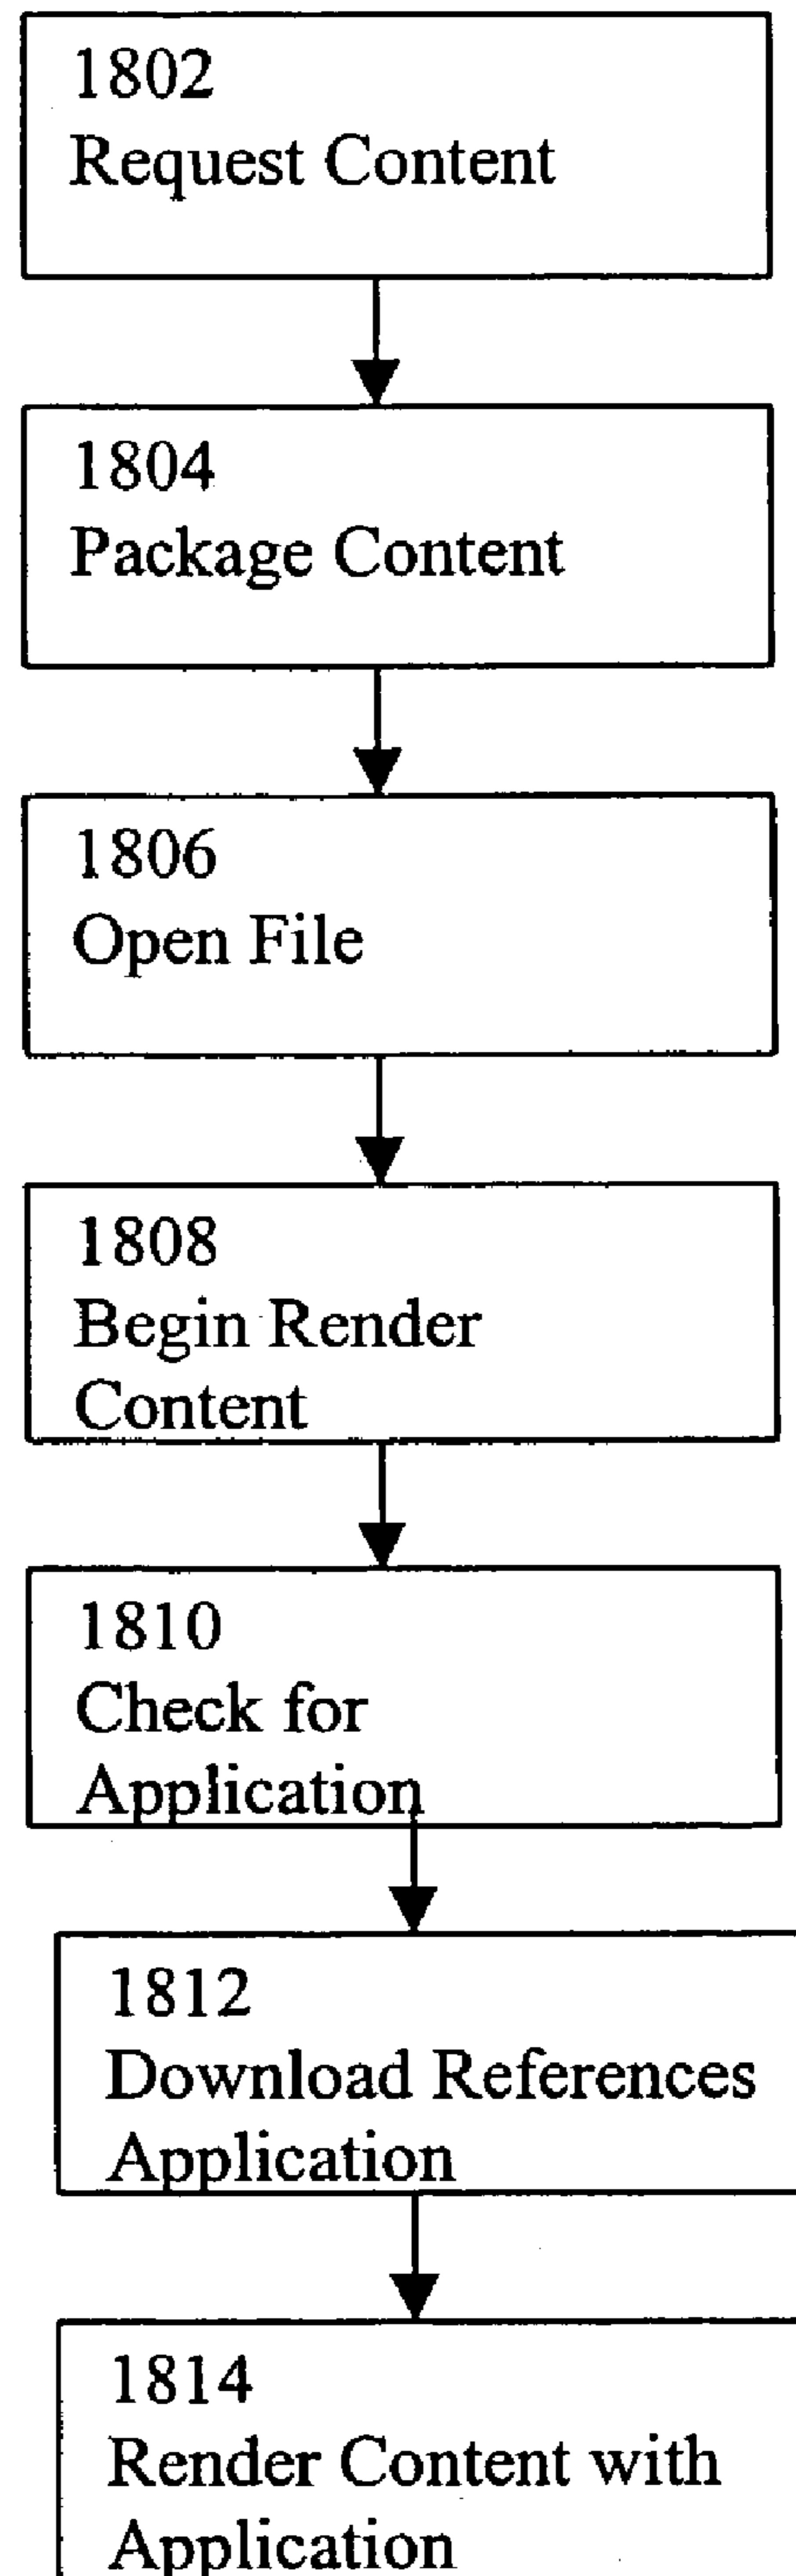 1802
Request Content
1804
Package Content
1806
Open File
1808
Begin Render
Content
1810
Check for
Application
1812
Download References
Application
1814
Render Content with
Application